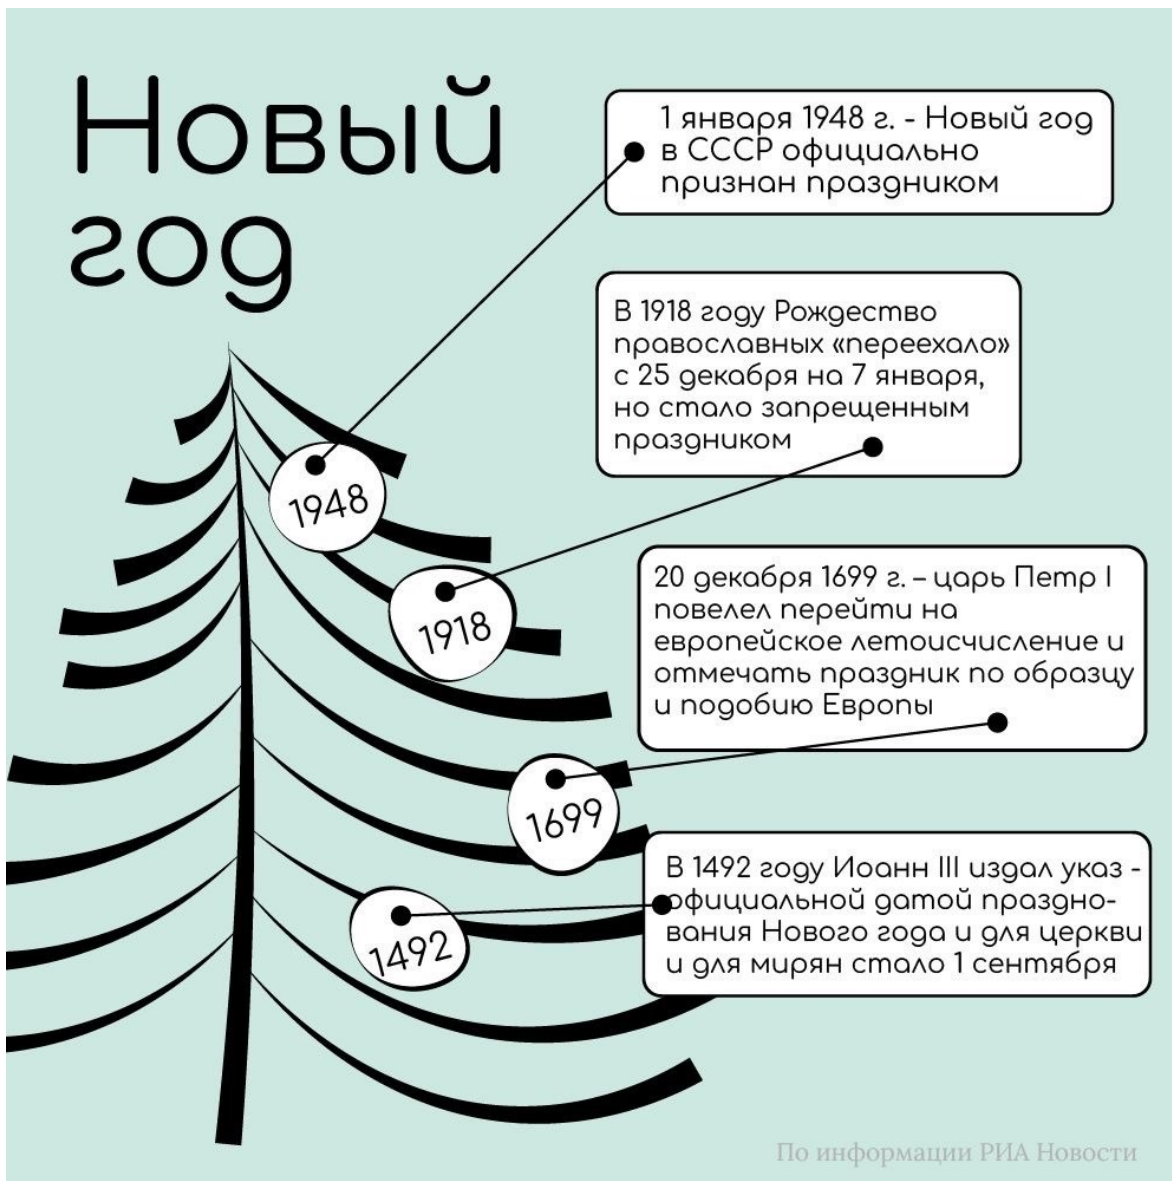 Новый
год
1 января 1948 г. - Новый год
в СССР официально
признан праздником
В 1918 году Рождество
православных «переехало»
с 25 декабря на 7 января,
но стало запрещенным
праздником
1948
1918
20 декабря 1699 г. – царь Петр I
повелел перейти на
европейское летоисчисление и
отмечать праздник по образцу
и подобию Европы
1699
В 1492 году Иоанн III издал указ -
официальной датой праздно-
вания Нового года и для церкви
и для мирян стало 1 сентября
1492
По информации РИА Новости